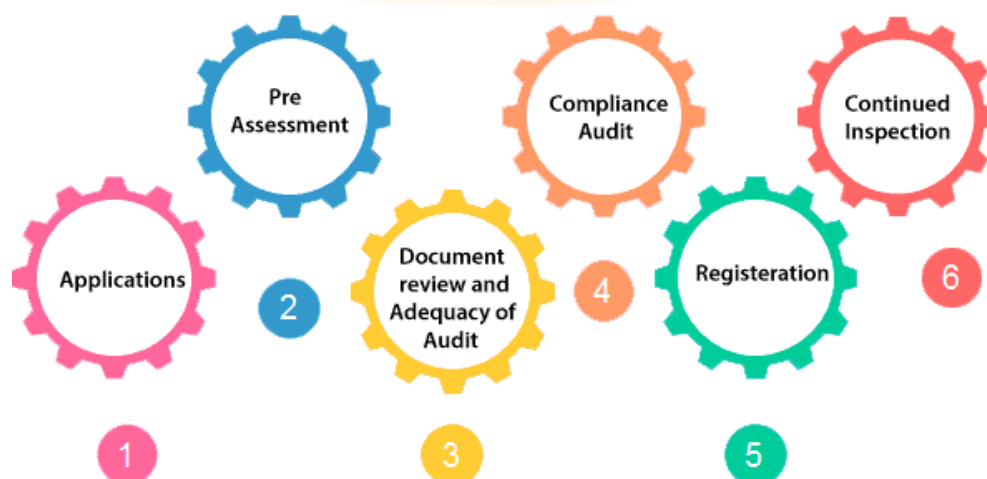 Applications
1
Pre
Assessment
2
Document
review and
Adequacy of
Audit
3
Compliance
Audit
4
Registeration
5
Continued
Inspection
6